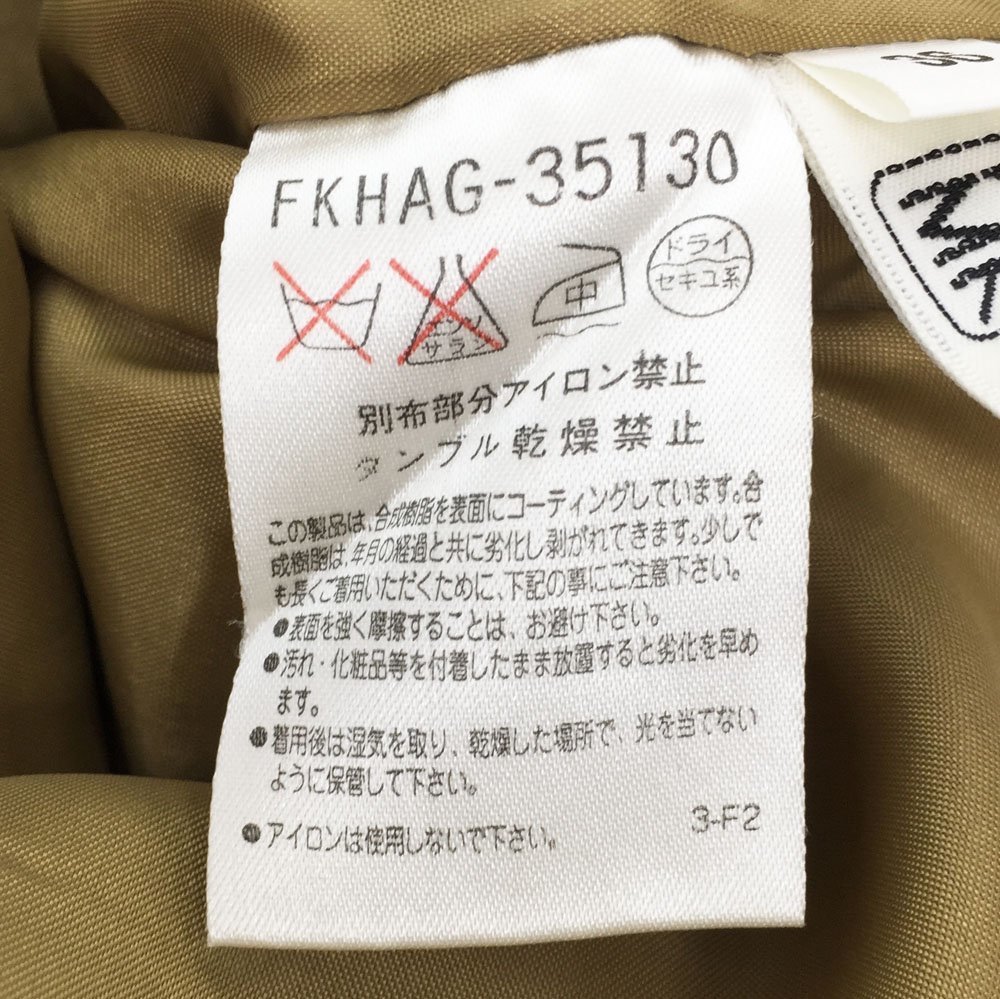 36
FKHAG-35130
中
ドライ
セキユ系
サラシ
別布部分アイロン禁止
タンブル乾燥禁止
この製品は、合成樹脂を表面にコーティングしています。合
成樹脂は、年月の経過と共に劣化し剥がれてきます。少しで
も長くご着用いただくために、下記の事にご注意下さい。
●表面を強く摩擦することは、お避け下さい。
●汚れ・化粧品等を付着したまま放置すると劣化を早め
ます。
●着用後は湿気を取り、乾燥した場所で、光を当てない
ように保管して下さい。
●アイロンは使用しないで下さい。
3-F2